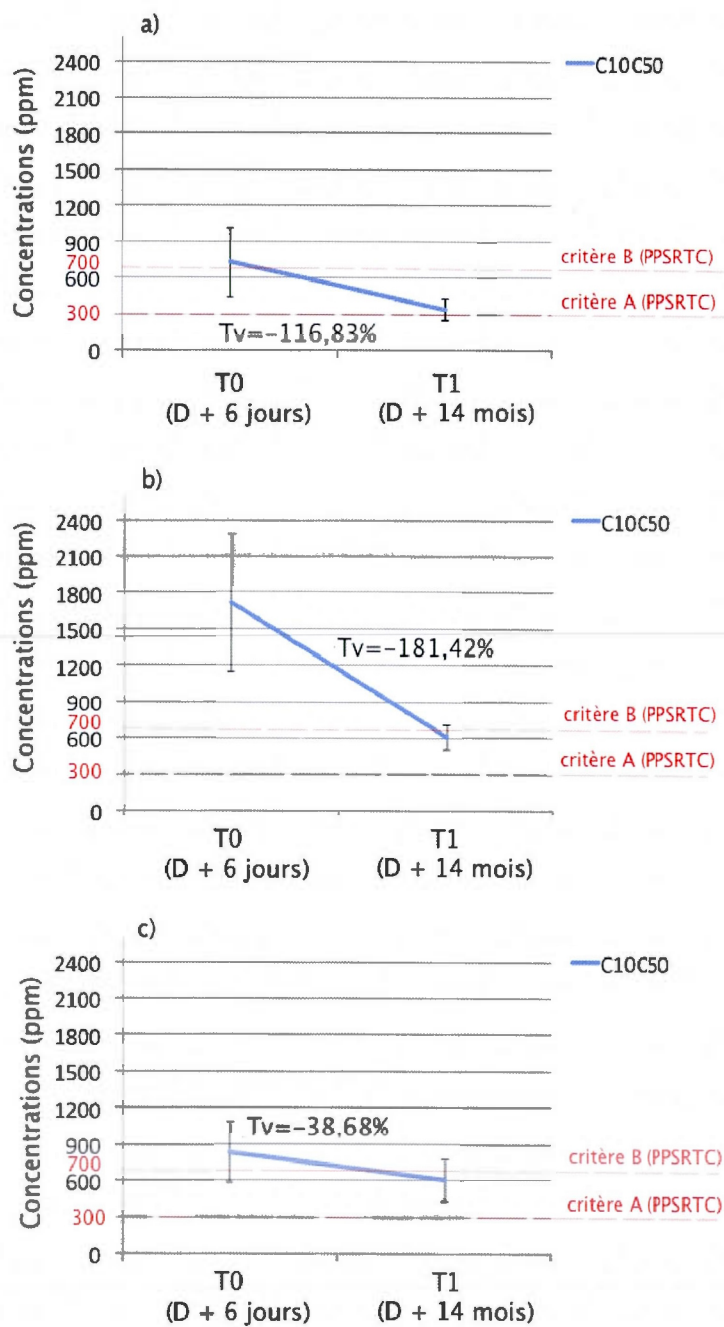 a)
Concentrations (ppm)
2400
2100
1800
1500
1200
900
700
600
300
0
C10C50
critère B (PPSRTC)
critère A (PPSRTC)
Tv=-116,83%
T0
(D + 6 jours)
T1
(D + 14 mois)
b)
Concentrations (ppm)
2400
2100
1800
1500
1200
900
700
600
300
0
C10C50
Tv=-181,42%
critère B (PPSRTC)
critère A (PPSRTC)
T0
(D + 6 jours)
T1
(D + 14 mois)
c)
Concentrations (ppm)
2400
2100
1800
1500
1200
900
700
600
300
0
C10C50
Tv=-38,68%
critère B (PPSRTC)
critère A (PPSRTC)
T0
(D + 6 jours)
T1
(D + 14 mois)